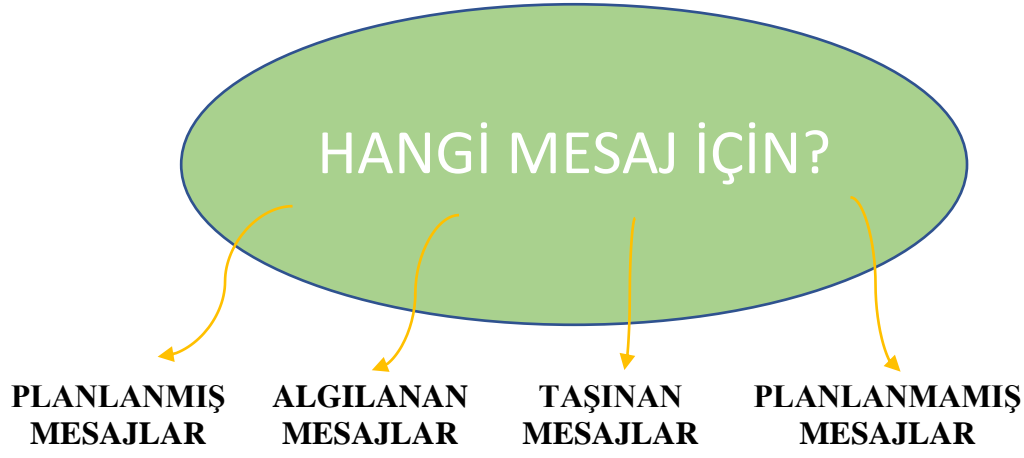 HANGİ MESAJ İÇİN?
PLANLANMIŞ
MESAJLAR
ALGILANAN
MESAJLAR
TAŞINAN
MESAJLAR
PLANLANMAMIŞ
MESAJLAR